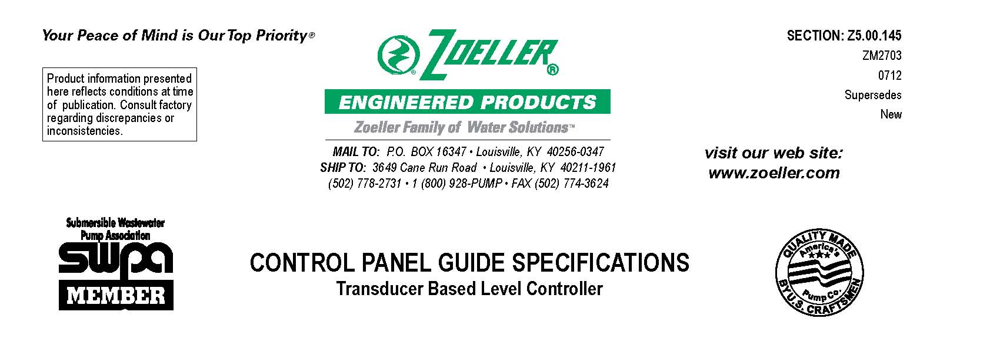 Your Peace of Mind is Our Top Priority®
Product information presented
here reflects conditions at time
of publication. Consult factory
regarding discrepancies or
inconsistencies.
®
ZOELLER®
ENGINEERED PRODUCTS
Zoeller Family of Water Solutions™
MAIL TO: P.O. BOX 16347 • Louisville, KY 40256-0347
SHIP TO: 3649 Cane Run Road • Louisville, KY 40211-1961
(502) 778-2731 • 1 (800) 928-PUMP • FAX (502) 774-3624
SECTION: Z5.00.145
ZM2703
0712
Supersedes
New
visit our web site:
www.zoeller.com
Submersible Wastewater
Pump Association
swpa
MEMBER
CONTROL PANEL GUIDE SPECIFICATIONS
Transducer Based Level Controller
QUALITY MADE
America's
Pump Co.
BY U.S. CRAFTSMEN